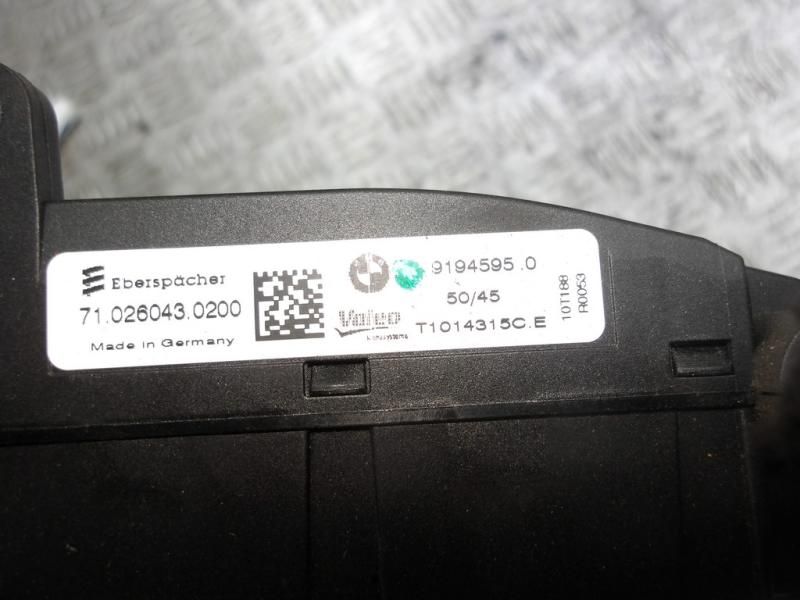 Eberspächer
71.026043.0200
Made in Germany
Valeo
9194595.0
50/45
T1014315C.E
10T188
R0053